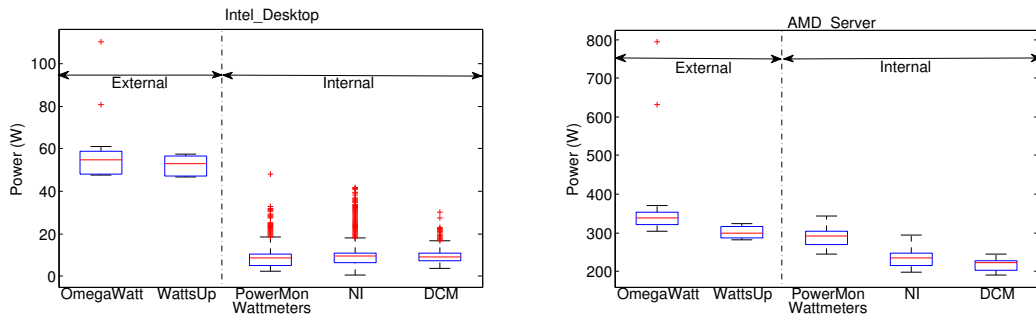 Intel_Desktop
External
Internal
Power (W)
100
80
60
40
20
0
OmegaWatt WattsUp PowerMon NI DCM
Wattmeters
AMD_Server
External
Internal
Power (W)
800
700
600
500
400
300
200
OmegaWatt WattsUp PowerMon NI DCM
Wattmeters